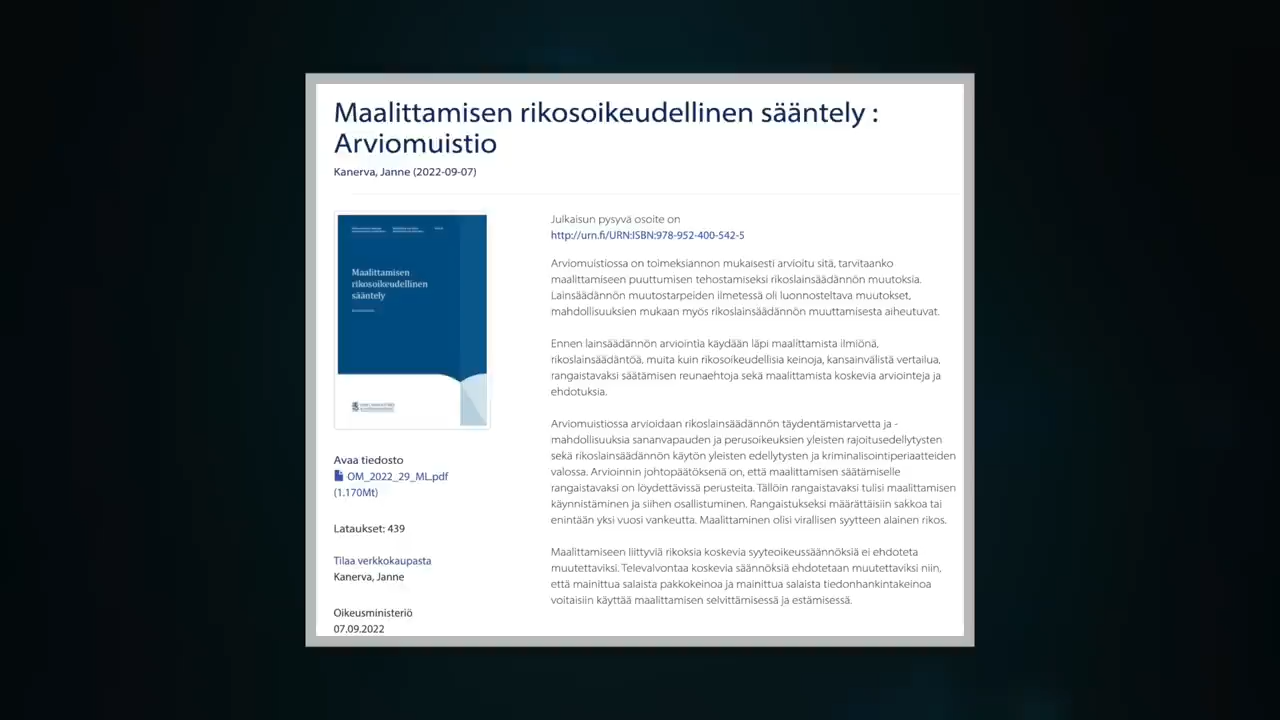 Maalittamisen rikosoikeudellinen sääntely :
Arviomuistio
Kanerva, Janne (2022-09-07)
Maalittamisen
rikosoikeudellinen
sääntely
Avaa tiedosto
OM_2022_29_ML.pdf
(1.170Mt)
Lataukset: 439
Tilaa verkkokaupasta
Kanerva, Janne
Oikeusministeriö
07.09.2022
Julkaisun pysyvä osoite on
http://urn.fi/URN:ISBN:978-952-400-542-5
Arviomuistiossa on toimeksiannon mukaisesti arvioitu sitä, tarvitaanko
maalittamiseen puuttumisen tehostamiseksi rikoslainsäädännön muutoksia.
Lainsäädännön muutostarpeiden ilmetessä oli luonnosteltava muutokset,
mahdollisuuksien mukaan myös rikoslainsäädännön muuttamisesta aiheutuvat.
Ennen lainsäädännön arviointia käydään läpi maalittamista ilmiönä,
rikoslainsäädäntöä, muita kuin rikosoikeudellisia keinoja, kansainvälistä vertailua,
rangaistavaksi säätämisen reunaehtoja sekä maalittamista koskevia arviointeja ja
ehdotuksia.
Arviomuistiossa arvioidaan rikoslainsäädännön täydentämistarvetta ja -
mahdollisuuksia sananvapauden ja perusoikeuksien yleisten rajoitusedellytysten
sekä rikoslainsäädännön käytön yleisten edellytysten ja kriminalisointiperiaatteiden
valossa. Arvioinnin johtopäätöksenä on, että maalittamisen säätämiselle
rangaistavaksi on löydettävissä perusteita. Tällöin rangaistavaksi tulisi maalittamisen
käynnistäminen ja siihen osallistuminen. Rangaistukseksi määrättäisiin sakkoa tai
enintään yksi vuosi vankeutta. Maalittaminen olisi virallisen syytteen alainen rikos.
Maalittamiseen liittyviä rikoksia koskevia syyteoikeussäännöksiä ei ehdoteta
muutettaviksi. Televalvontaa koskevia säännöksiä ehdotetaan muutettaviksi niin,
että mainittua salaista pakkokeinoa ja mainittua salaista tiedonhankintakeinoa
voitaisiin käyttää maalittamisen selvittämisessä ja estämisessä.